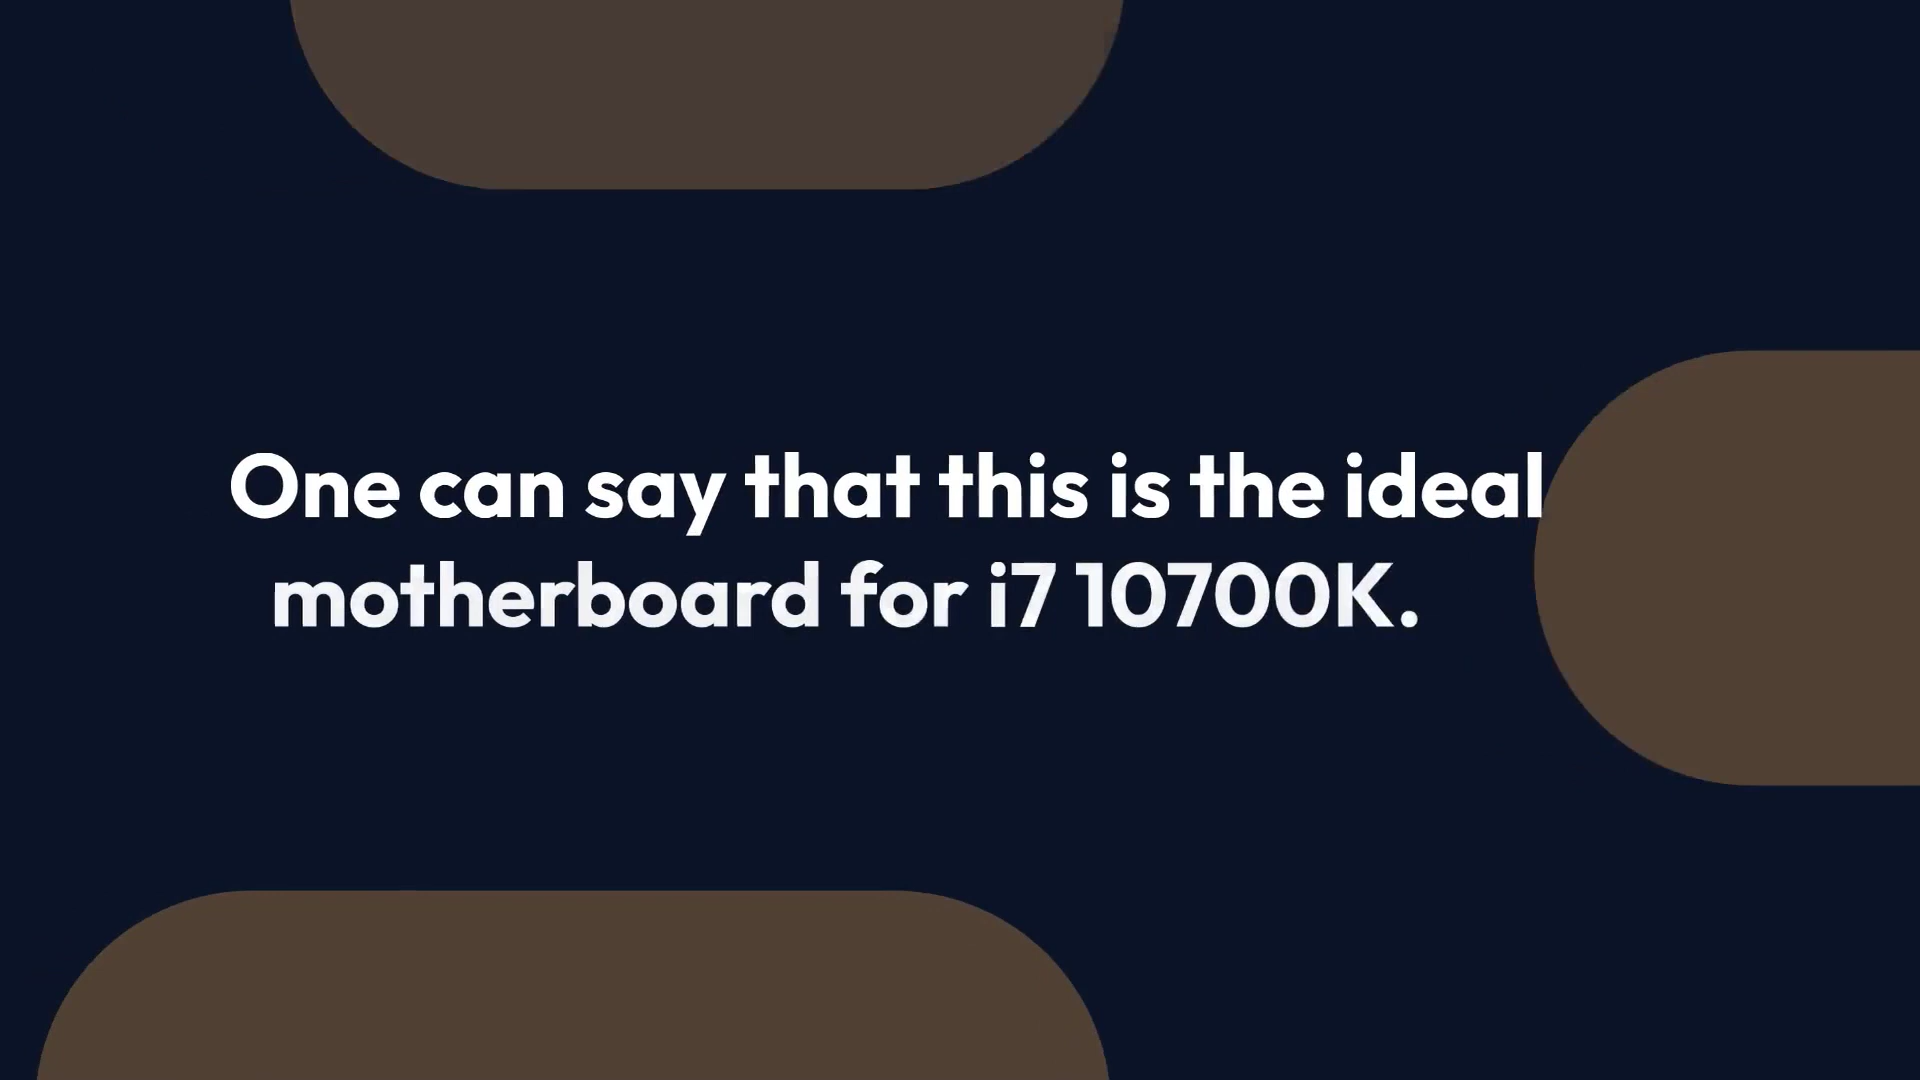 One can say that this is the ideal
motherboard for i7 10700K.